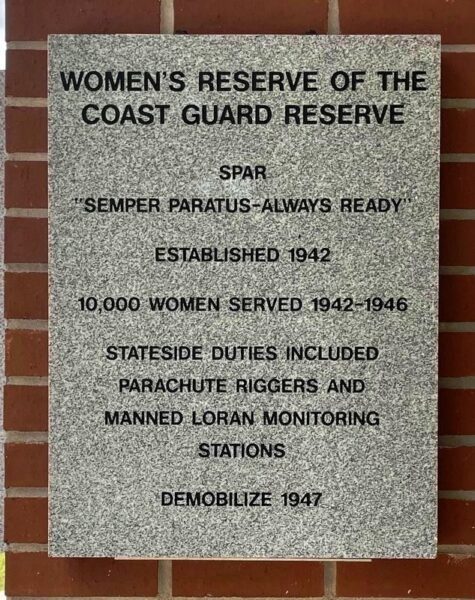 WOMEN'S RESERVE OF THE
COAST GUARD RESERVE
SPAR
"SEMPER PARATUS-ALWAYS READY"
ESTABLISHED 1942
10,000 WOMEN SERVED 1942-1946
STATESIDE DUTIES INCLUDED
PARACHUTE RIGGERS AND
MANNED LORAN MONITORING
STATIONS
DEMOBILIZE 1947